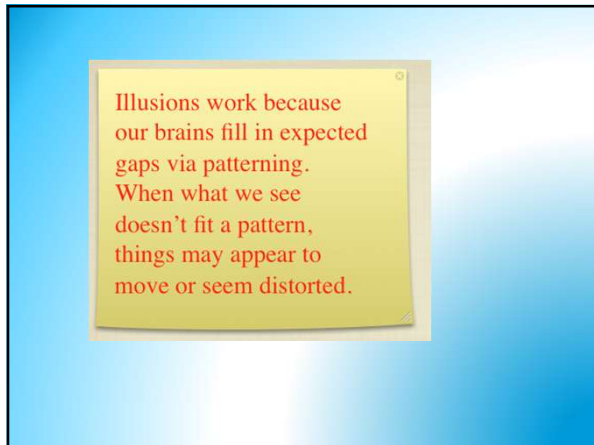 Illusions work because
our brains fill in expected
gaps via patterning.
When what we see
doesn't fit a pattern,
things may appear to
move or seem distorted.